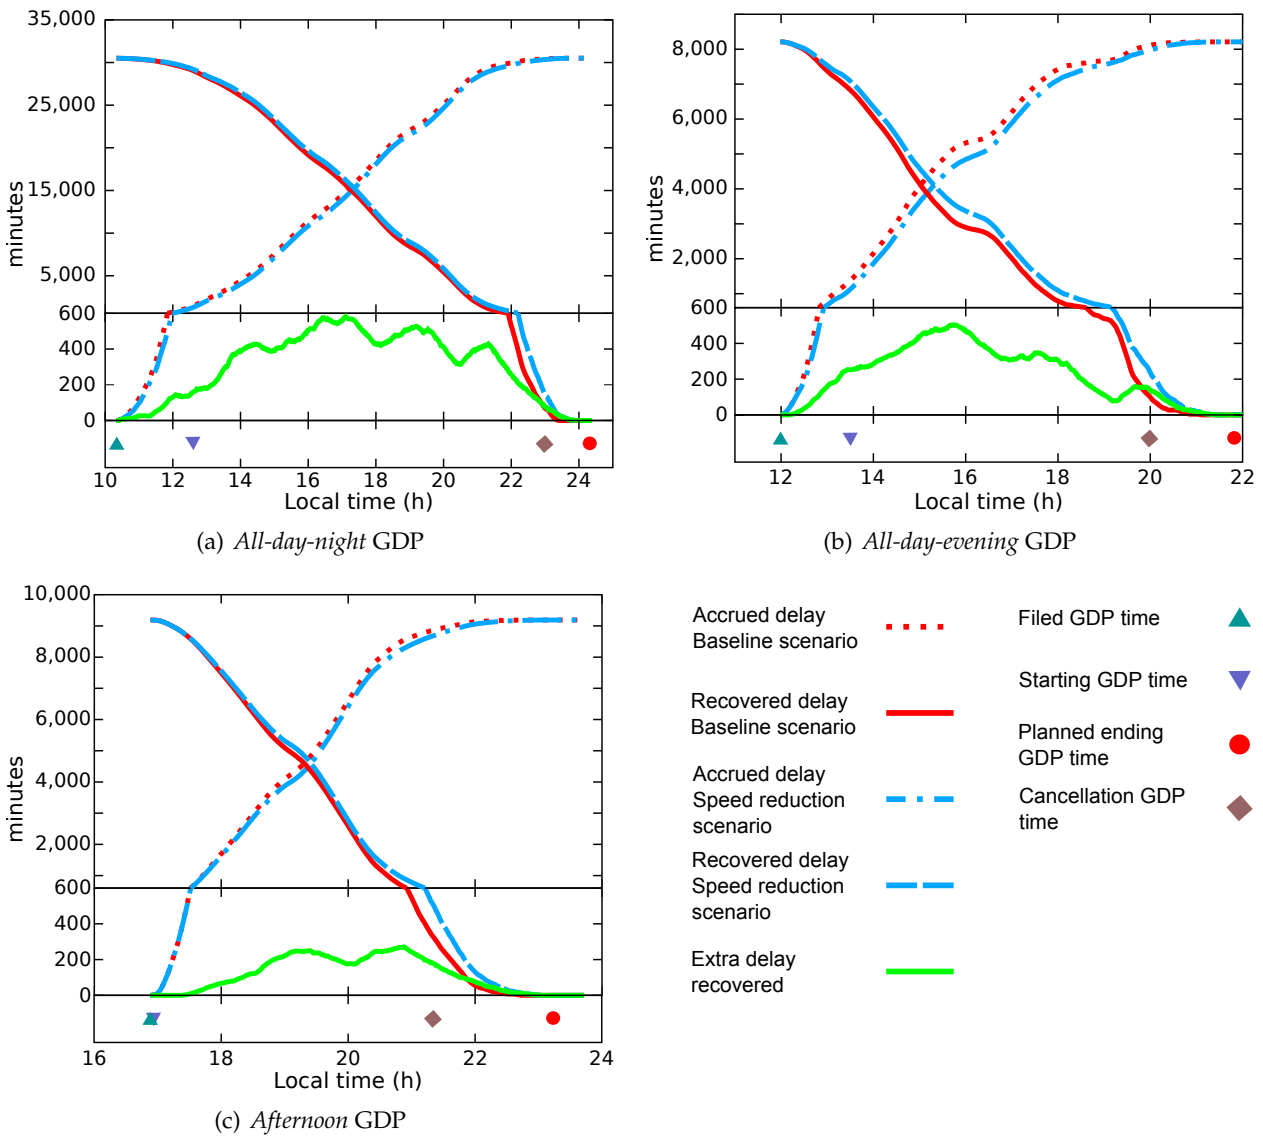 35,000
25,000
15,000
5,000
600
400
200
0
minutes
10 12 14 16 18 20 22 24
Local time (h)
(a) All-day-night GDP
8,000
6,000
4,000
2,000
600
400
200
0
minutes
12 14 16 18 20 22
Local time (h)
(b) All-day-evening GDP
10,000
8,000
6,000
4,000
2,000
600
400
200
0
minutes
16 18 20 22 24
Local time (h)
(c) Afternoon GDP
Accrued delay
Baseline scenario
Recovered delay
Baseline scenario
Accrued delay
Speed reduction
scenario
Recovered delay
Speed reduction
scenario
Extra delay
recovered
Filed GDP time
Starting GDP time
Planned ending
GDP time
Cancellation GDP
time